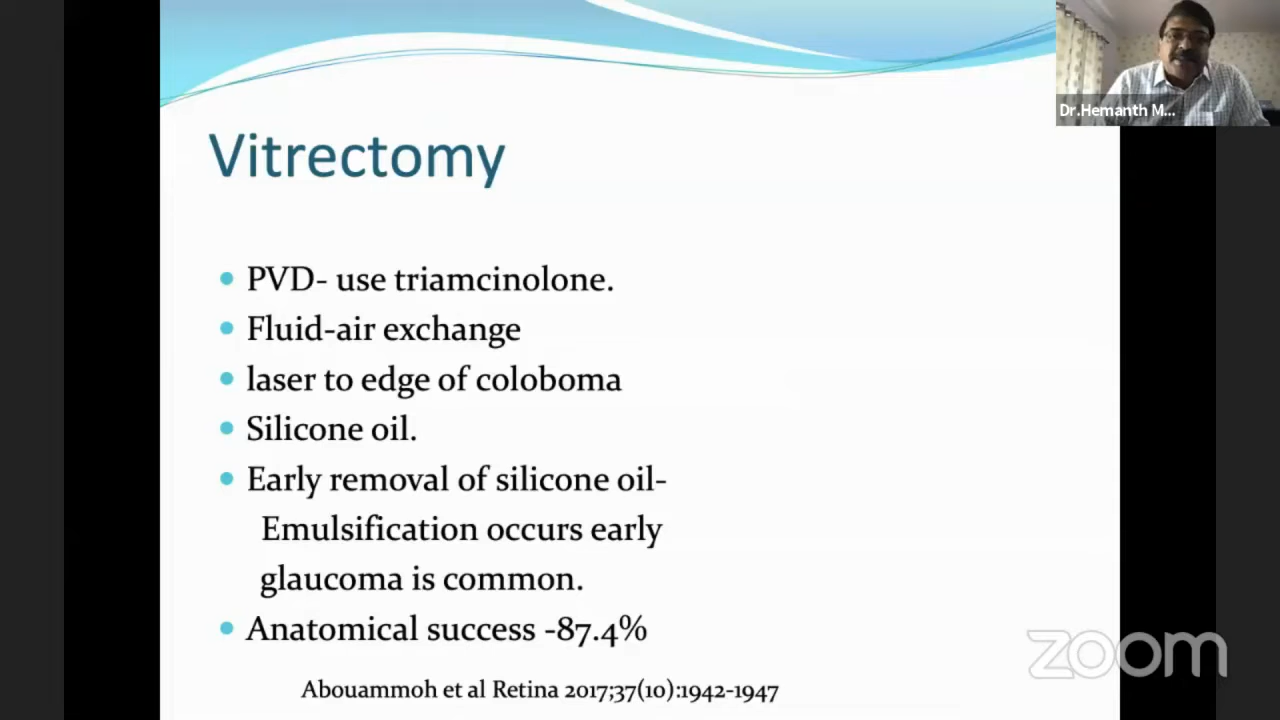 Dr.Hemanth M...
Vitrectomy
PVD- use triamcinolone.
Fluid-air exchange
laser to edge of coloboma
Silicone oil.
Early removal of silicone oil-
Emulsification occurs early
glaucoma is common.
Anatomical success -87.4%
Abouammoh et al Retina 2017;37(10):1942-1947
zoom